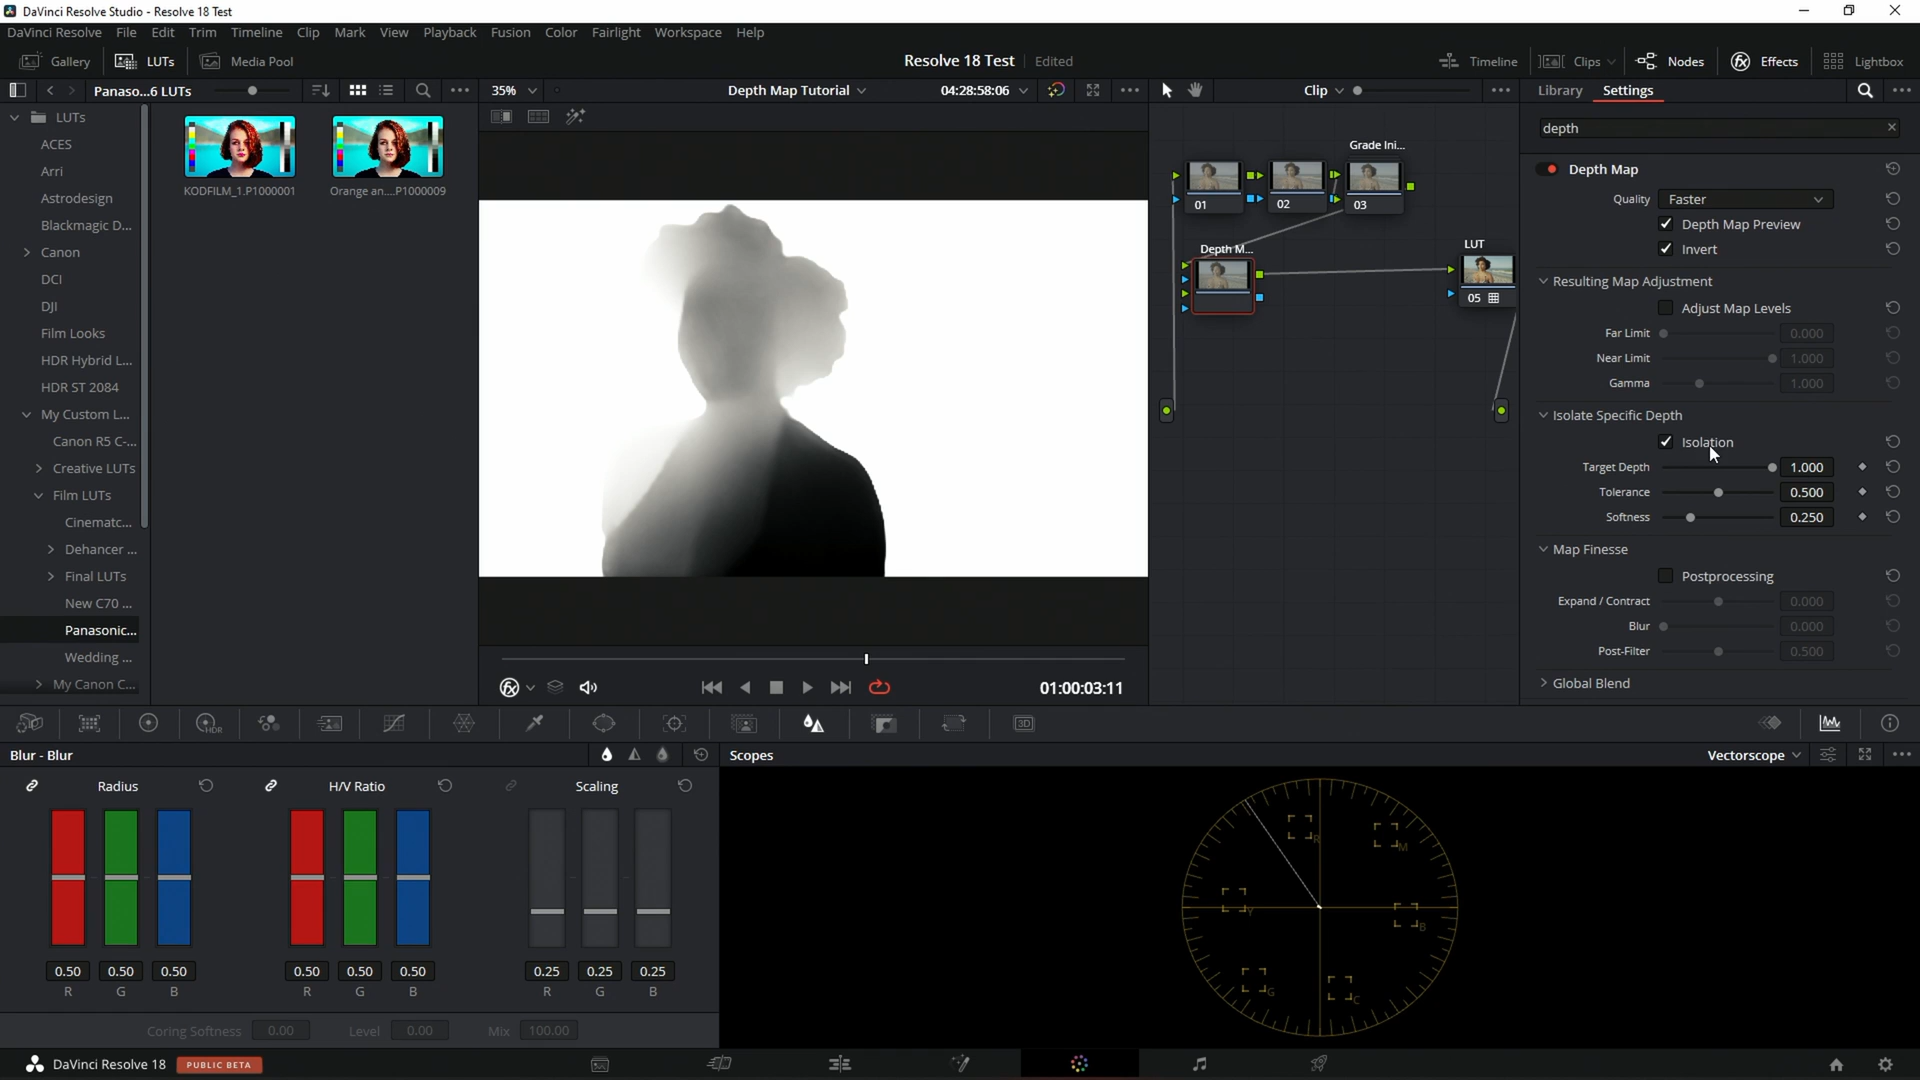 DaVinci Resolve Studio - Resolve 18 Test
DaVinci Resolve File Edit Trim Timeline Clip Mark View Playback Fusion Color Fairlight Workspace Help
Gallery LUTs Media Pool Resolve 18 Test Edited Timeline Clips Nodes Effects Lightbox
Panaso...6 LUTs 35% Depth Map Tutorial 04:28:58:06 Clip Library Settings
LUTs
ACES
Arri
Astrodesign
Blackmagic D...
Canon
DCI
DJI
Film Looks
HDR Hybrid L...
HDR ST 2084
My Custom L...
Canon R5 C-...
Creative LUTs
Film LUTs
Cinematc...
Dehancer ...
Final LUTs
New C70 ...
Panasonic...
Wedding ...
My Canon C...
KODFILM_1.P1000001 Orange an....P1000009
01:00:03:11
Grade Ini...
01 02 03
Depth M...
LUT
05
depth
Depth Map
Quality Faster
Depth Map Preview
Invert
Resulting Map Adjustment
Adjust Map Levels
Far Limit 0.000
Near Limit 1.000
Gamma 1.000
Isolate Specific Depth
Isolation
Target Depth 1.000
Tolerance 0.500
Softness 0.250
Map Finesse
Postprocessing
Expand / Contract 0.000
Blur 0.000
Post-Filter 0.500
Global Blend
HDR
3D
Blur - Blur
Radius H/V Ratio Scaling
0.50 0.50 0.50 0.50 0.50 0.50 0.25 0.25 0.25
R G B R G B R G B
Coring Softness 0.00 Level 0.00 Mix 100.00
Scopes Vectorscope
R
M
Y
B
G
C
DaVinci Resolve 18 PUBLIC BETA